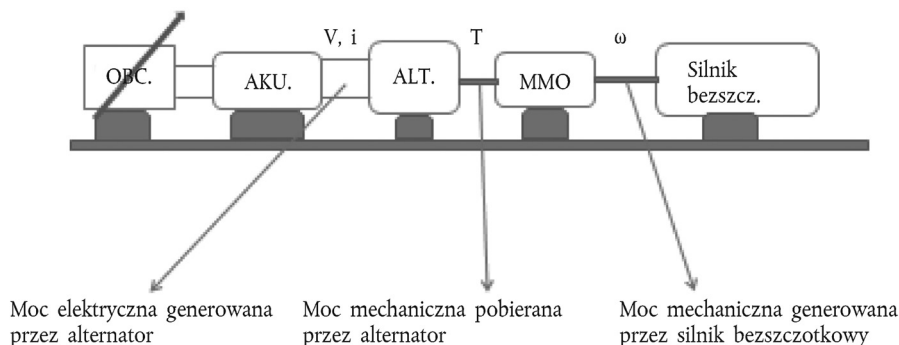 V, i
T
ω
OBC.
AKU.
ALT.
MMO
Silnik
bezszcz.
Moc elektryczna generowana
przez alternator
Moc mechaniczna pobierana
przez alternator
Moc mechaniczna generowana
przez silnik bezszczotkowy